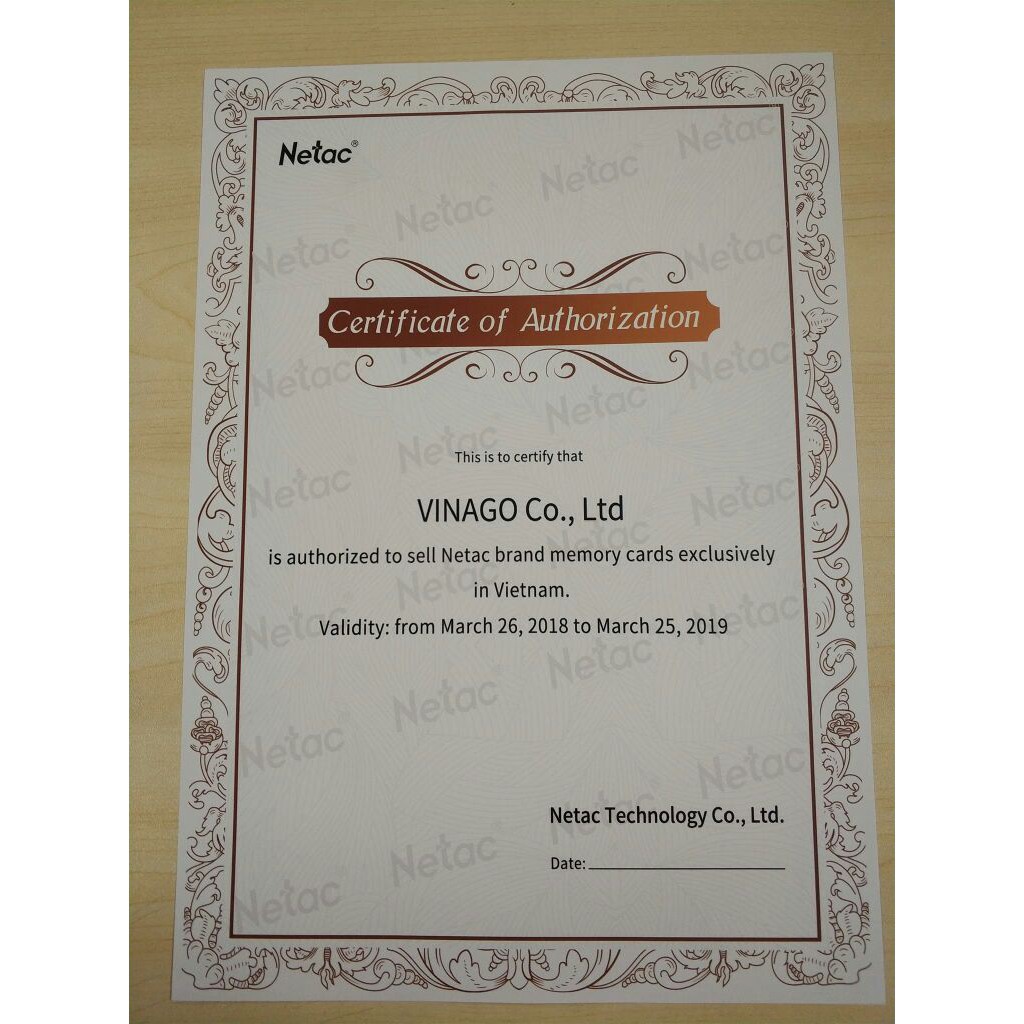 Netac®
Certificate of Authorization
This is to certify that
VINAGO Co., Ltd
is authorized to sell Netac brand memory cards exclusively
in Vietnam.
Validity: from March 26, 2018 to March 25, 2019
Netac Technology Co., Ltd.
Date: